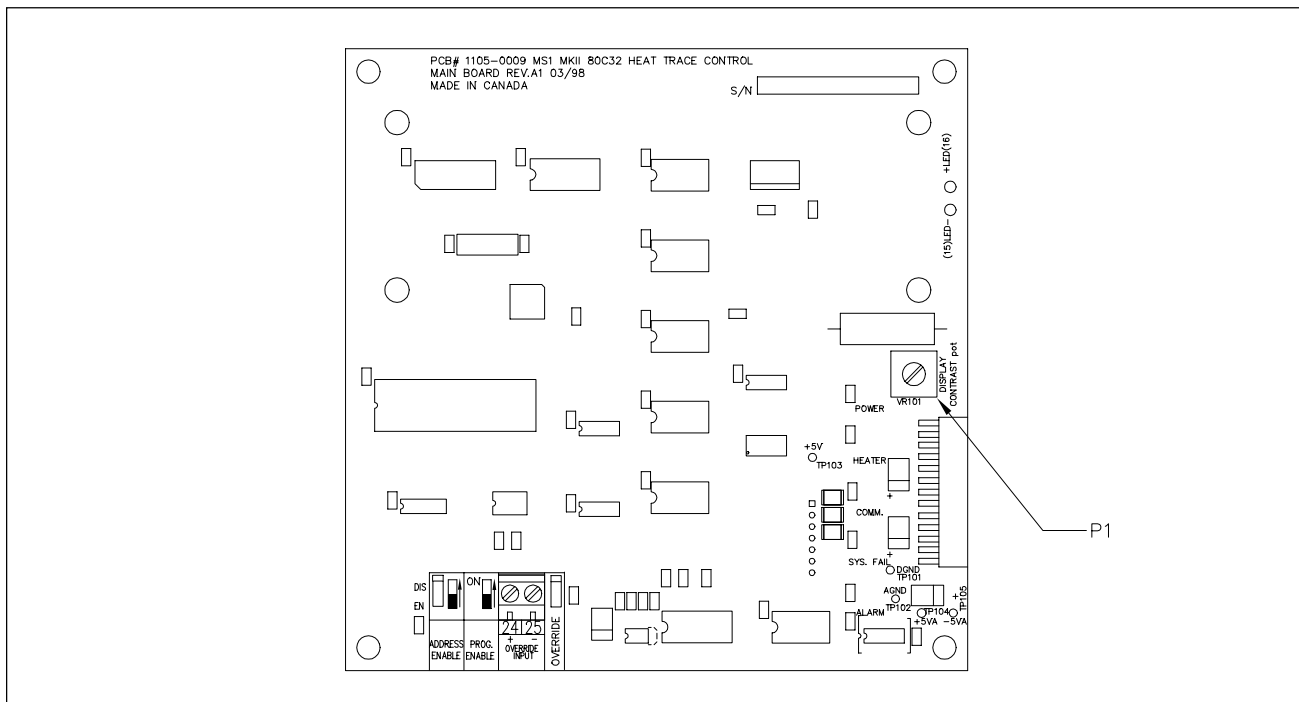 PCB# 1105-0009 MS1 MKII 80C32 HEAT TRACE CONTROL
MAIN BOARD REV.A1 03/98
MADE IN CANADA
S/N
+LED(16)
(15)LED-
DISPLAY
CONTRAST pot
VR101
POWER
+5V
TP103
HEATER
+
COMM.
P1
+
SYS. FAIL
DGND
TP101
AGND
TP102
+
TP105
TP104
ALARM
+5VA -5VA
DIS
EN
ON
24 25
+ -
ADDRESS
ENABLE
PROG.
ENABLE
OVERRIDE
INPUT
OVERRIDE